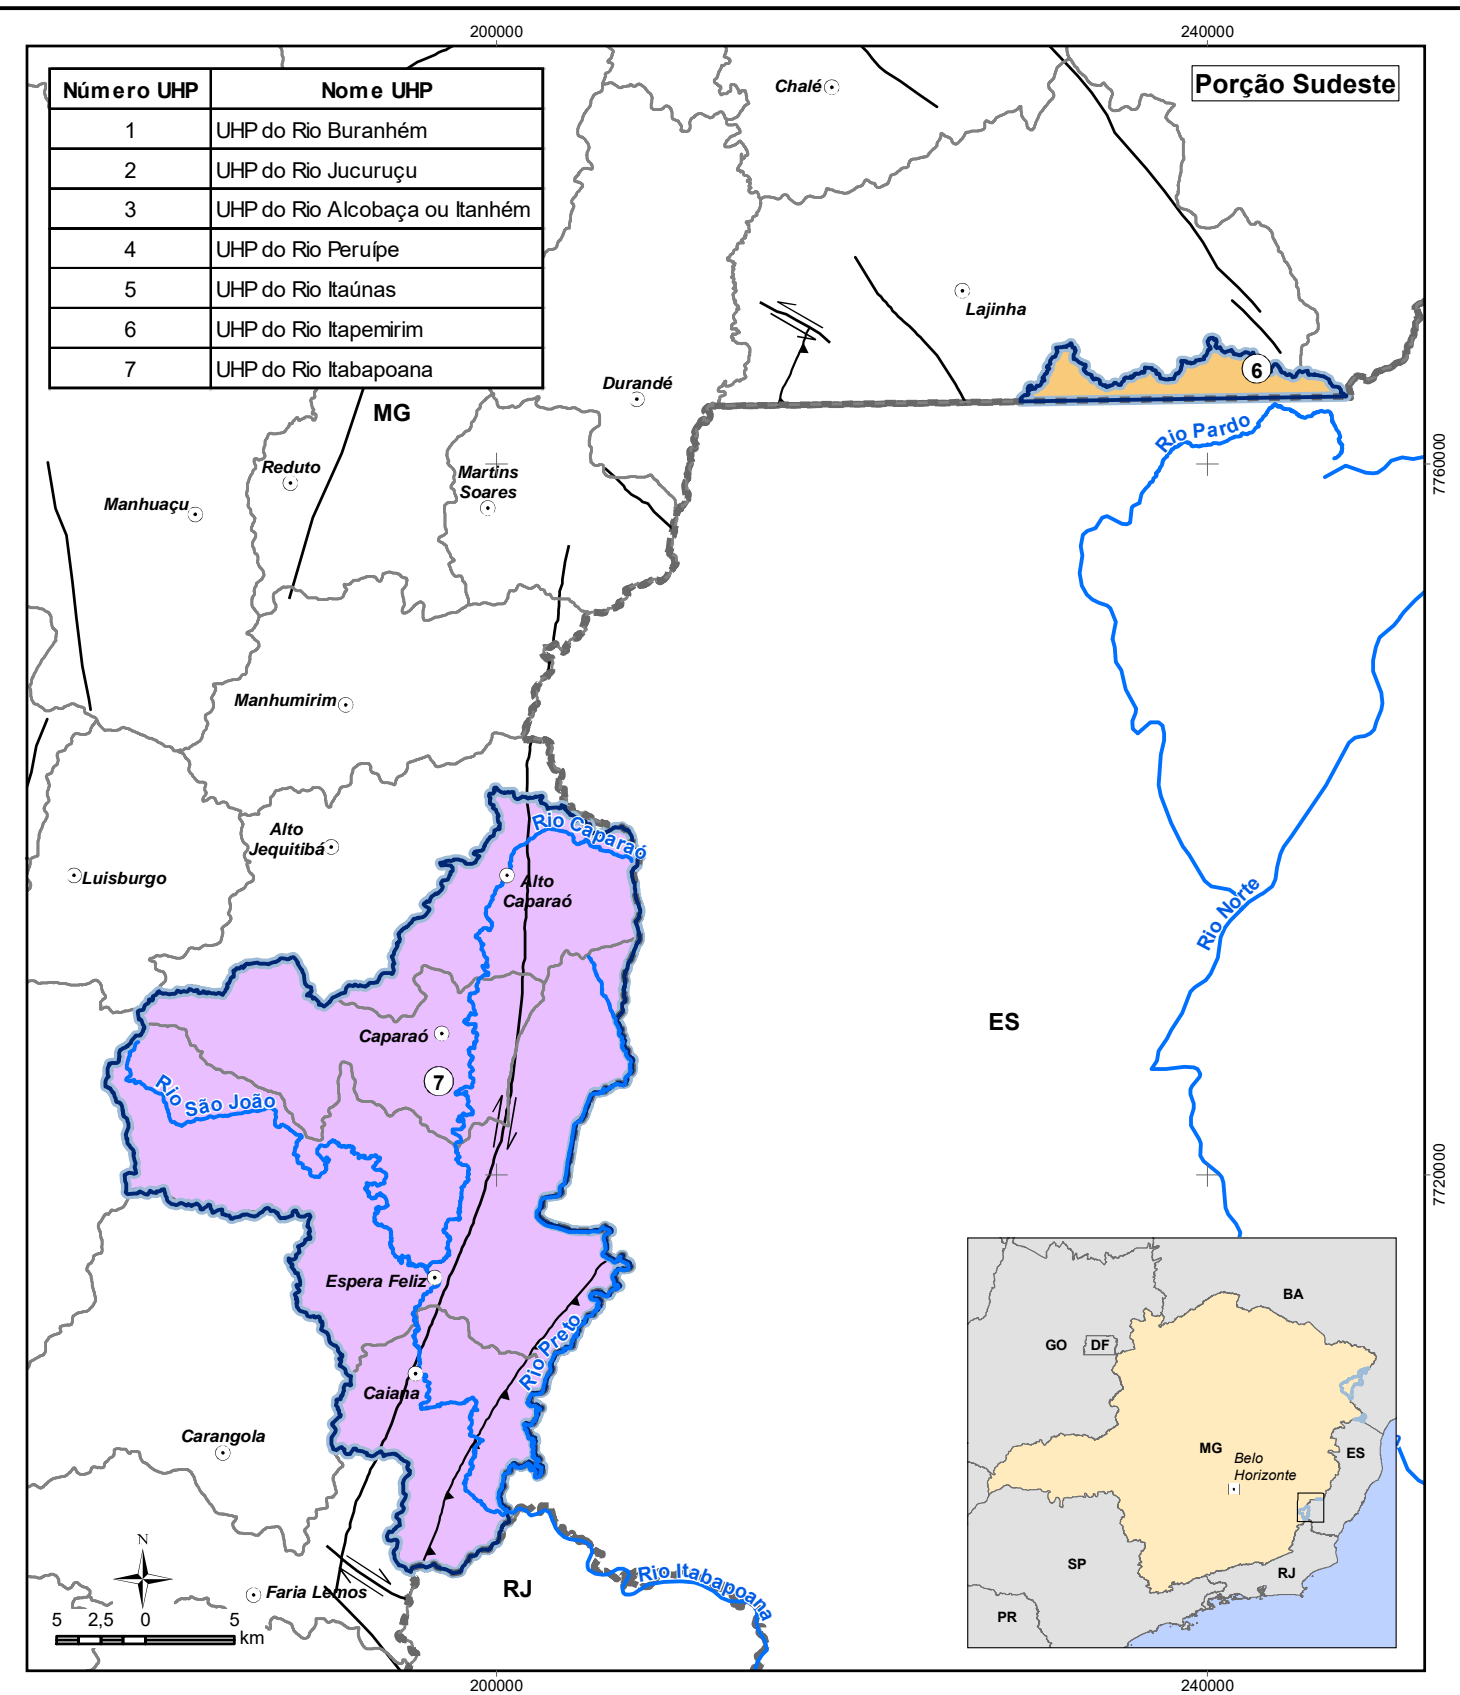 200000
240000
Número UHP
Nome UHP
1
UHP do Rio Buranhém
2
UHP do Rio Jucuruçu
3
UHP do Rio Alcobaça ou Itanhém
4
UHP do Rio Peruípe
5
UHP do Rio Itaúnas
6
UHP do Rio Itapemirim
7
UHP do Rio Itabapoana
Porção Sudeste
Chalé
Lajinha
6
Durandé
MG
Rio Pardo
7760000
Reduto
Martins
Soares
Manhuaçu
Manhumirim
Alto
Jequitibá
Rio Caparaó
Luisburgo
Alto
Caparaó
Rio Norte
ES
Caparaó
7
Rio
São João
7720000
Espera Feliz
Rio Preto
Caiana
Carangola
N
Faria Lemos
RJ
Rio Itabapoana
5
2,5
0
5
km
BA
GO
DF
MG
Belo
Horizonte
ES
SP
RJ
PR
200000
240000